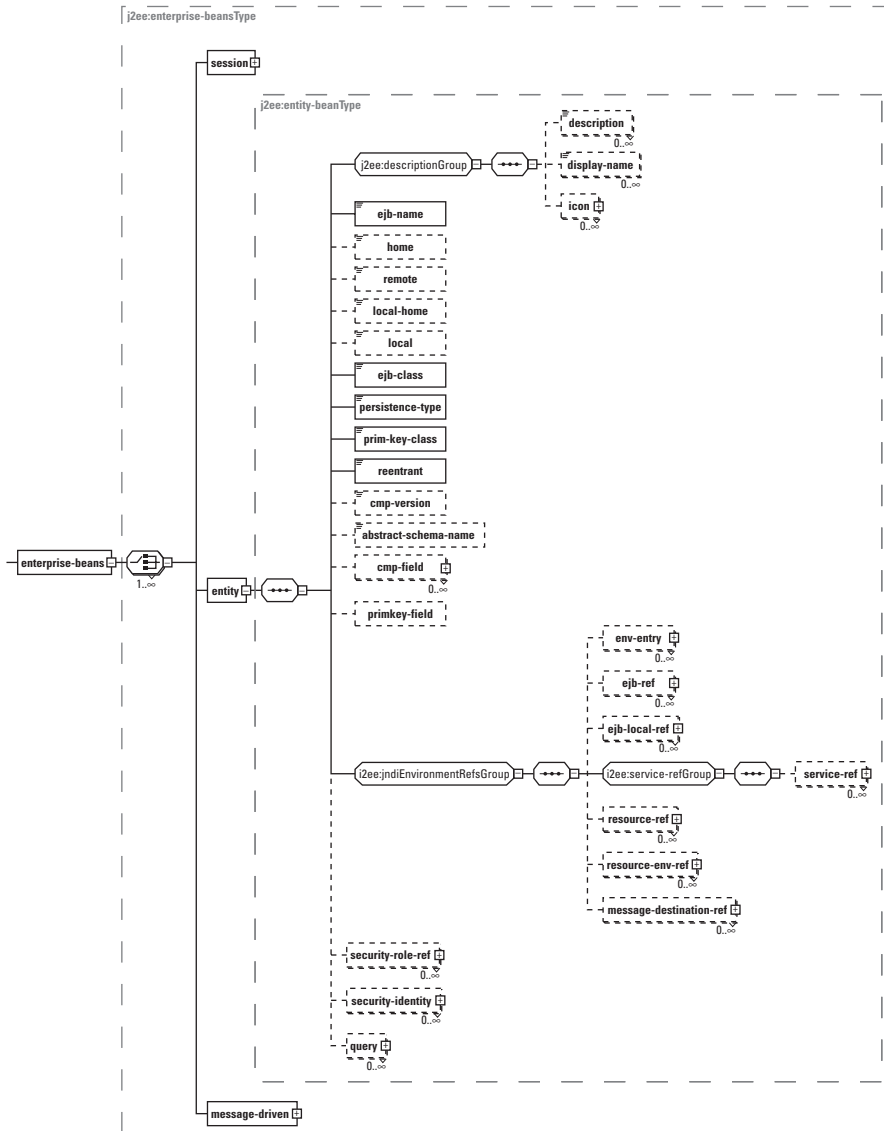 j2ee:enterprise-beansType
session
j2ee:entity-beanType
description
0..∞
j2ee:descriptionGroup
display-name
0..∞
icon
0..∞
ejb-name
home
remote
local-home
local
ejb-class
persistence-type
prim-key-class
reentrant
cmp-version
abstract-schema-name
enterprise-beans
1..∞
entity
cmp-field
0..∞
primkey-field
env-entry
0..∞
ejb-ref
0..∞
ejb-local-ref
0..∞
i2ee:jndiEnvironmentRefsGroup
i2ee:service-refGroup
service-ref
0..∞
resource-ref
0..∞
resource-env-ref
0..∞
message-destination-ref
0..∞
security-role-ref
0..∞
security-identity
0..∞
query
0..∞
message-driven